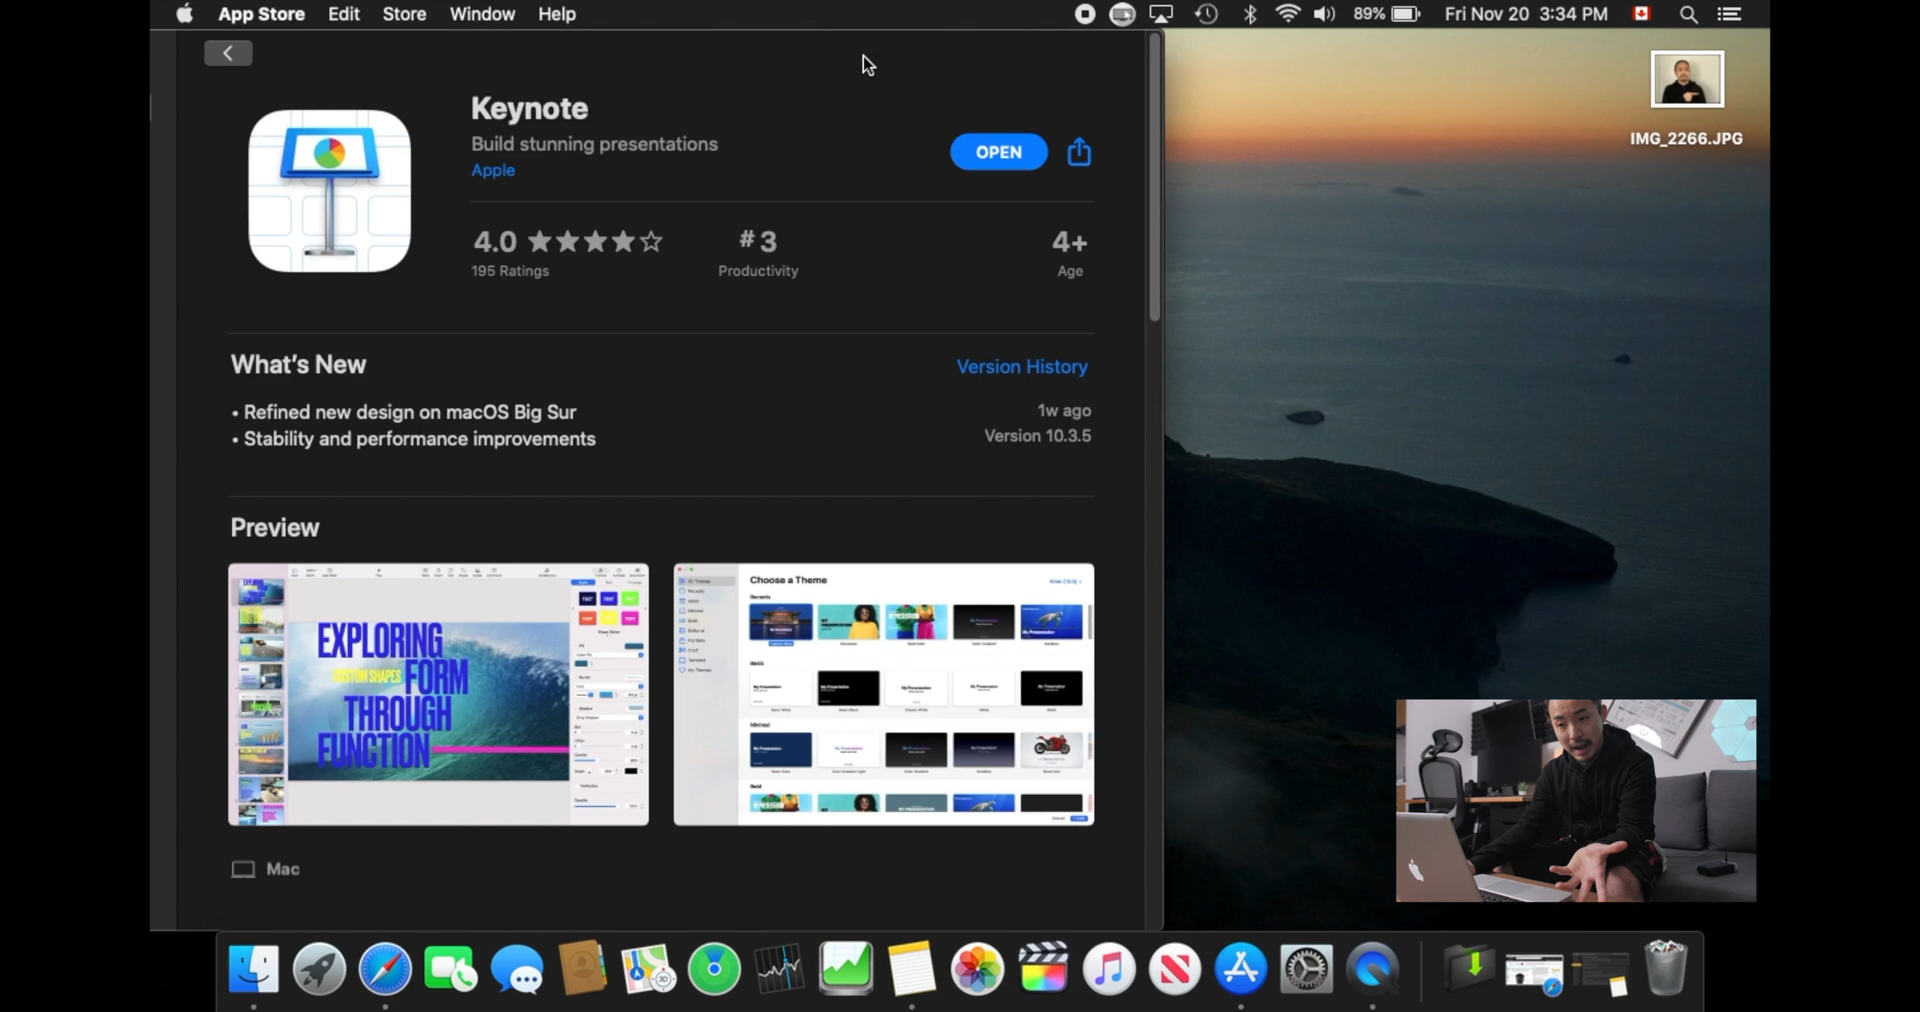 App Store Edit Store Window Help
89% Fri Nov 20 3:34 PM
IMG_2266.JPG
Keynote
Build stunning presentations
Apple
OPEN
4.0
195 Ratings
#3
Productivity
4+
Age
What's New
Version History
• Refined new design on macOS Big Sur
• Stability and performance improvements
1w ago
Version 10.3.5
Preview
EXPLORING
CUSTOM SHAPES FORM
THROUGH
FUNCTION
Choose a Theme
Mac